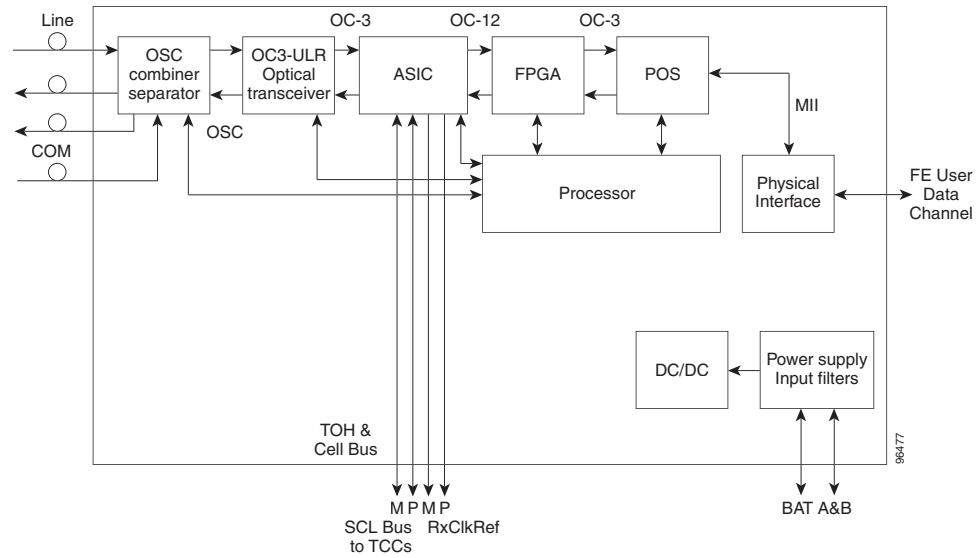 Line
OC-3
OC-12
OC-3
OSC
combiner
separator
OC3-ULR
Optical
transceiver
ASIC
FPGA
POS
MII
OSC
COM
Processor
Physical
Interface
FE User
Data
Channel
DC/DC
Power supply
Input filters
TOH &
Cell Bus
96477
M P M P
BAT A&B
SCL Bus
to TCCs
RxClkRef